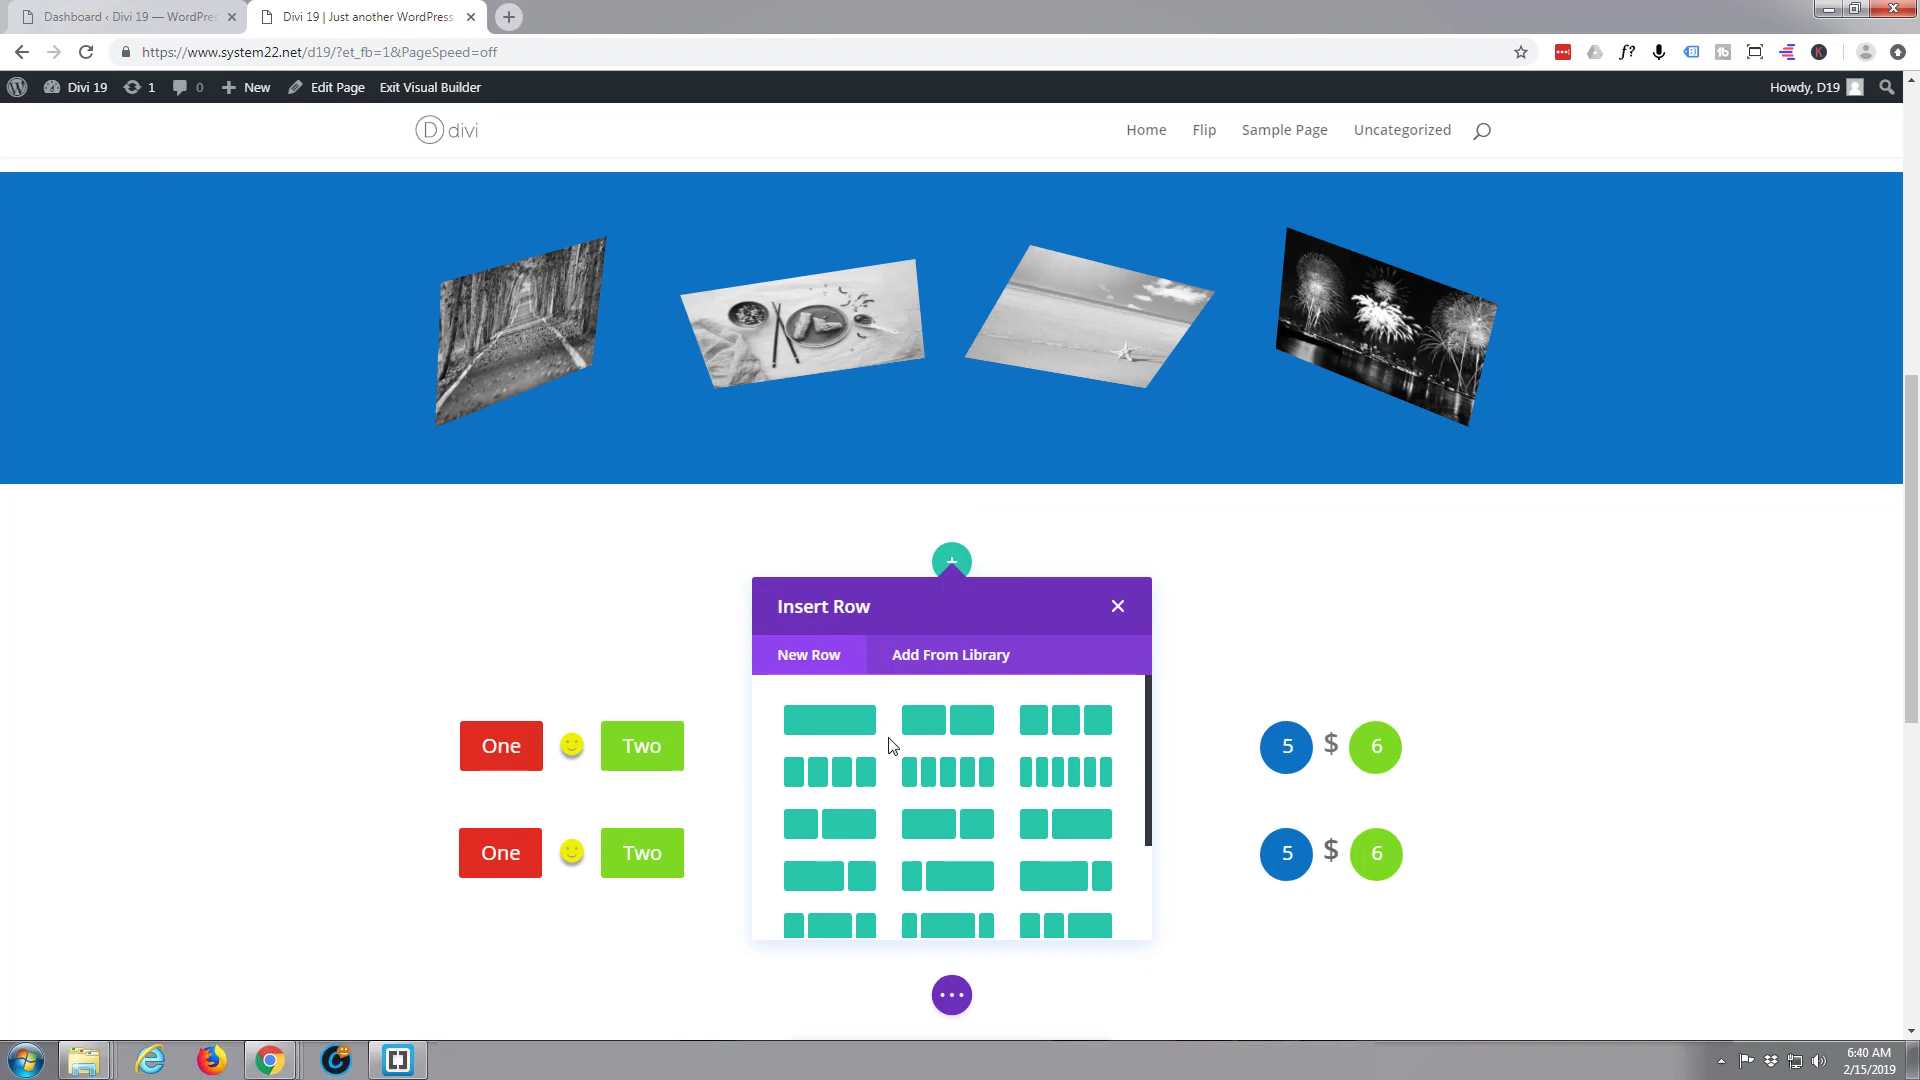 Dashboard ‹ Divi 19 — WordPres
Divi 19 | Just another WordPress
https://www.system22.net/d19/?et_fb=1&PageSpeed=off
Divi 19
1
0
New
Edit Page
Exit Visual Builder
Howdy, D19
D divi
Home
Flip
Sample Page
Uncategorized
Insert Row
New Row
Add From Library
One
Two
5 $ 6
One
Two
5 $ 6
6:40 AM
2/15/2019